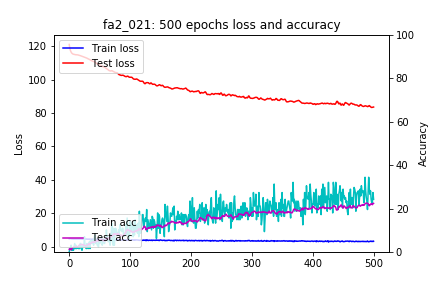 fa2_021: 500 epochs loss and accuracy
Train loss
Test loss
Train acc
Test acc
Loss
Accuracy
120
100
80
60
40
20
0
100
80
60
40
20
0
0
100
200
300
400
500